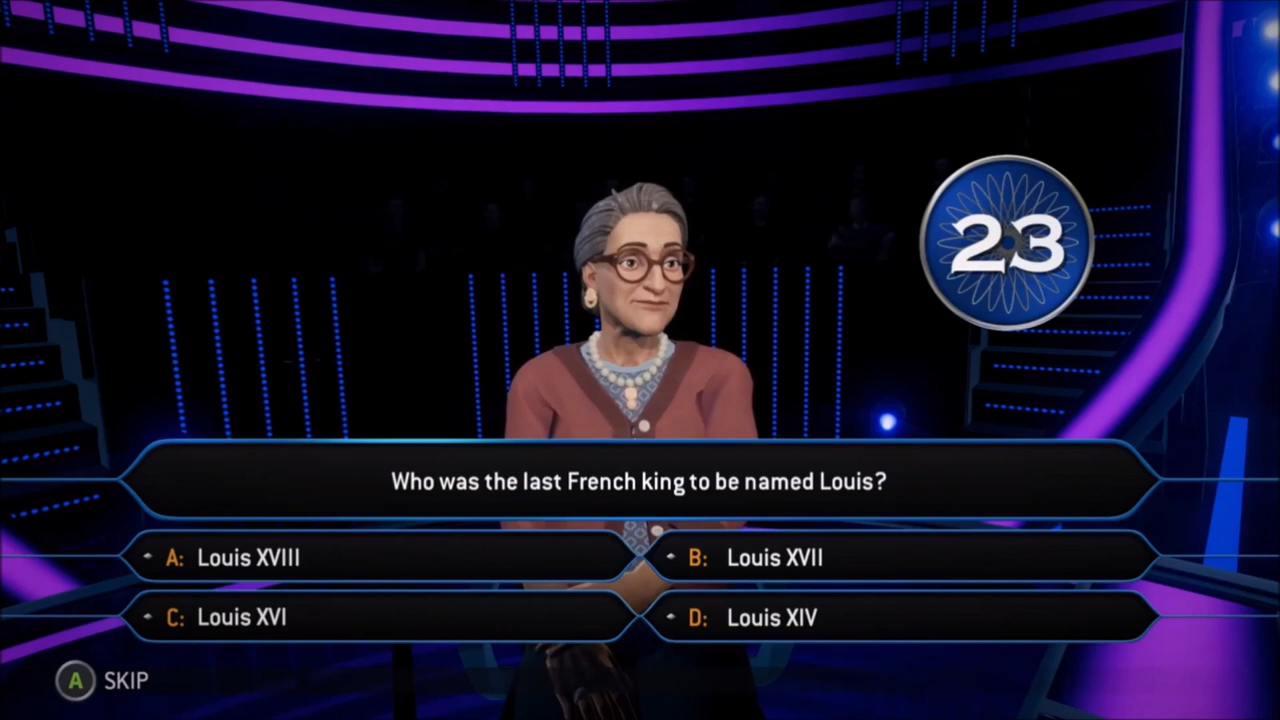 23
Who was the last French king to be named Louis?
A: Louis XVIII
B: Louis XVII
C: Louis XVI
D: Louis XIV
A SKIP